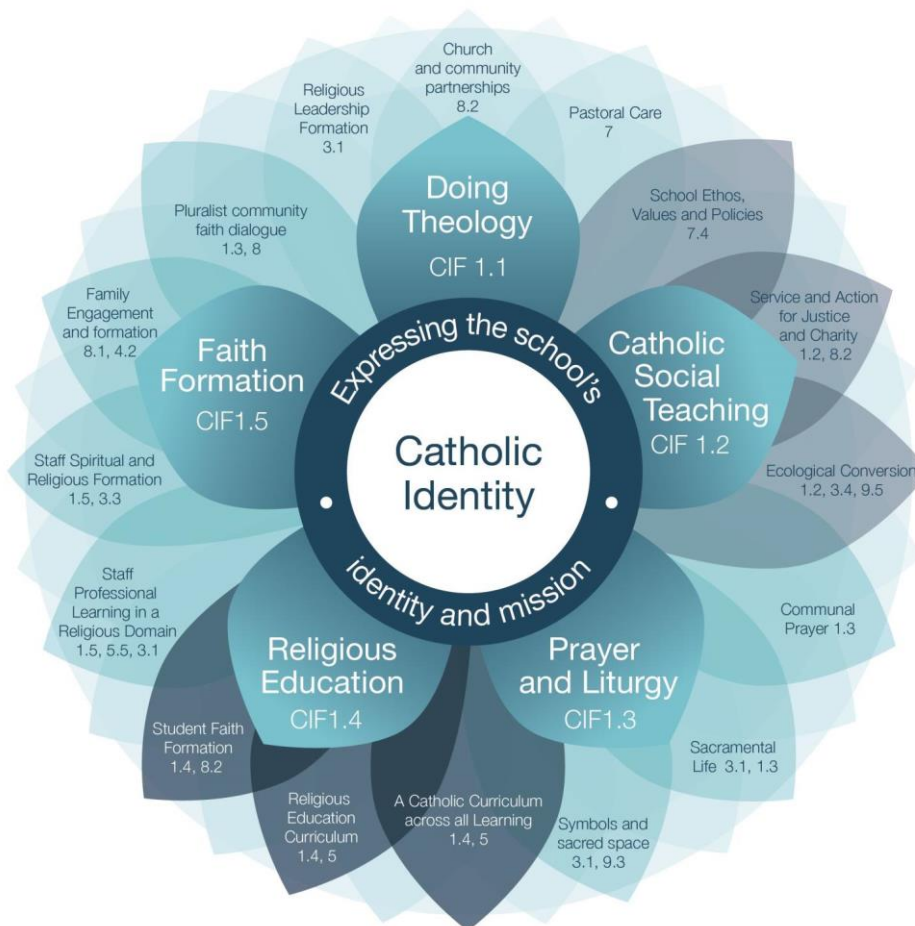 Church
and community
partnerships
8.2
Religious
Leadership
Formation
3.1
Pastoral Care
7
Doing
Theology
CIF 1.1
School Ethos,
Values and Policies
7.4
Pluralist community
faith dialogue
1.3, 8
Family
Engagement
and formation
8.1, 4.2
Service and Action
for Justice
and Charity
1.2, 8.2
Faith
Formation
CIF1.5
Expressing the school's
identity and mission
Catholic
Identity
Catholic
Social
Teaching
CIF 1.2
Staff Spiritual and
Religious Formation
1.5, 3.3
Ecological Conversion
1.2, 3.4, 9.5
Staff
Professional
Learning in a
Religious Domain
1.5, 5.5, 3.1
Communal
Prayer 1.3
Religious
Education
CIF1.4
Prayer
and Liturgy
CIF1.3
Student Faith
Formation
1.4, 8.2
Sacramental
Life 3.1, 1.3
Religious
Education
Curriculum
1.4, 5
A Catholic Curriculum
across all Learning
1.4, 5
Symbols and
sacred space
3.1, 9.3